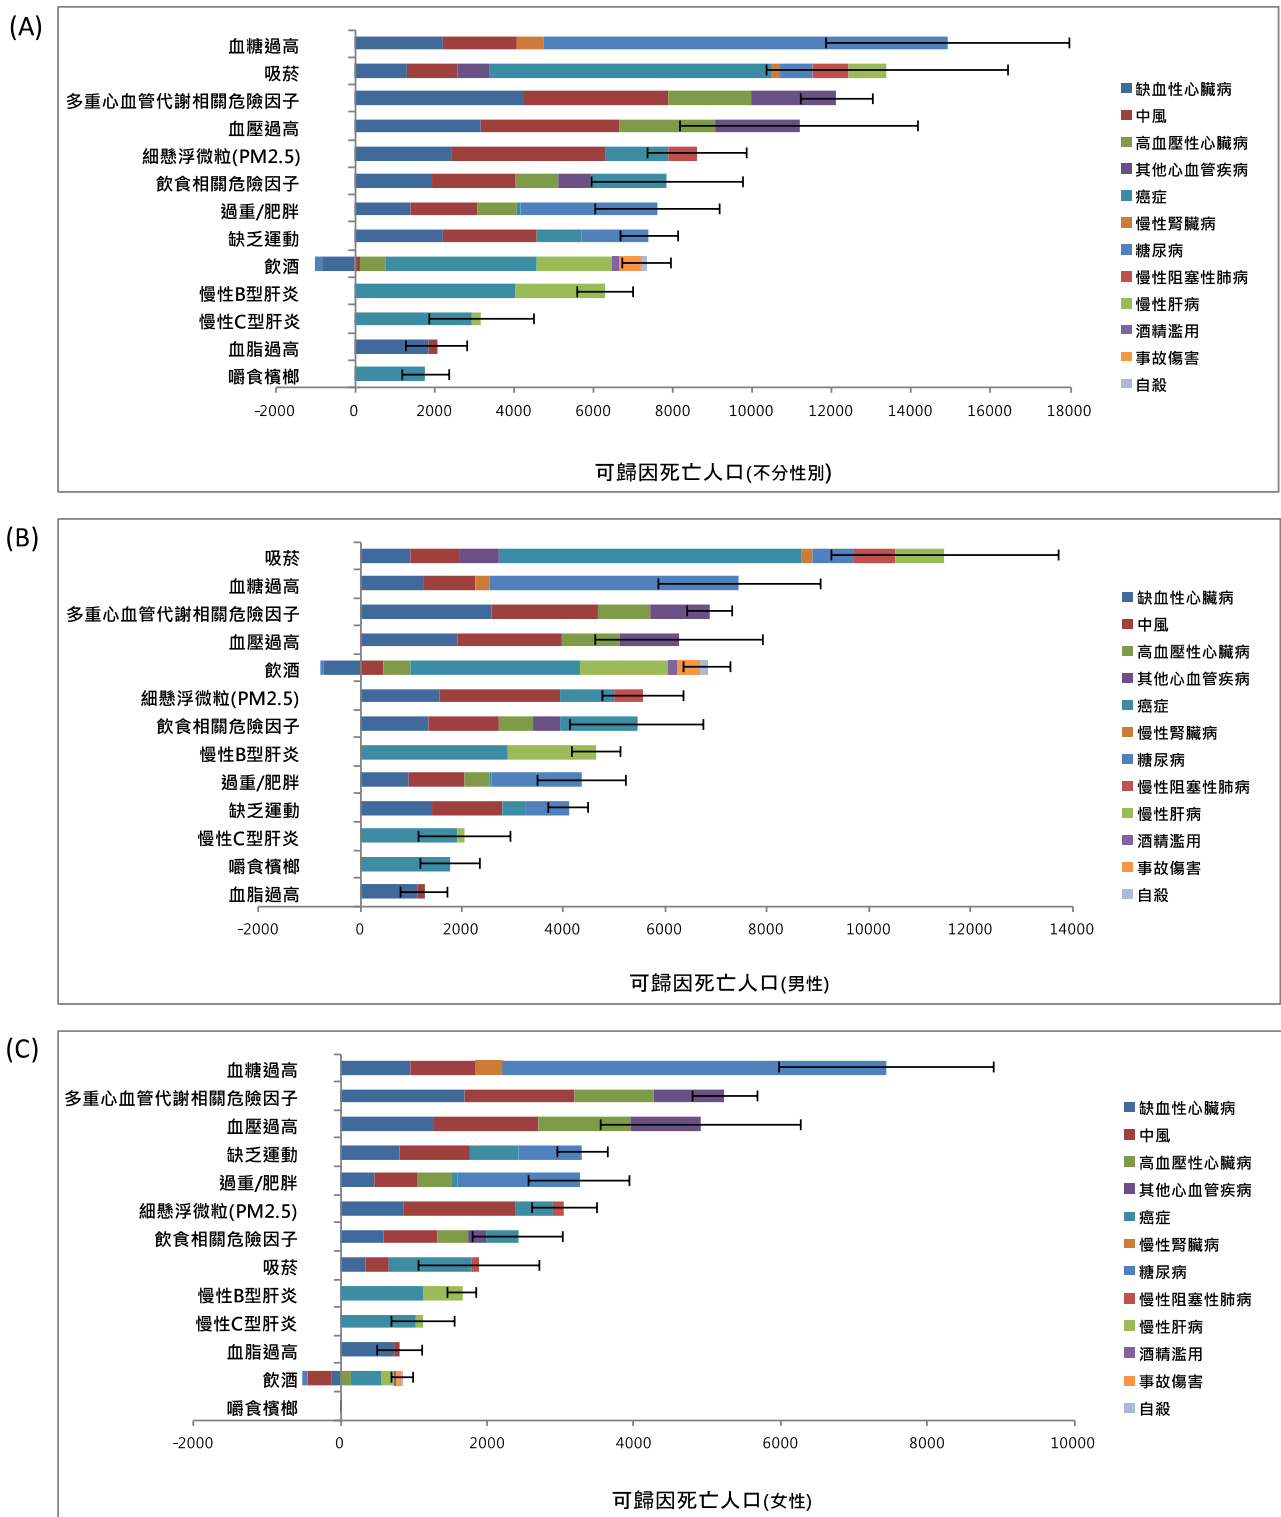 (A)
血糖過高
吸菸
多重心血管代謝相關危險因子
血壓過高
細懸浮微粒(PM2.5)
飲食相關危險因子
過重/肥胖
缺乏運動
飲酒
慢性B型肝炎
慢性C型肝炎
血脂過高
嚼食檳榔
缺血性心臟病
中風
高血壓性心臟病
其他心血管疾病
癌症
慢性腎臟病
糖尿病
慢性阻塞性肺病
慢性肝病
酒精濫用
事故傷害
自殺
-2000 0 2000 4000 6000 8000 10000 12000 14000 16000 18000
可歸因死亡人口(不分性別)
(B)
吸菸
血糖過高
多重心血管代謝相關危險因子
血壓過高
飲酒
細懸浮微粒(PM2.5)
飲食相關危險因子
慢性B型肝炎
過重/肥胖
缺乏運動
慢性C型肝炎
嚼食檳榔
血脂過高
缺血性心臟病
中風
高血壓性心臟病
其他心血管疾病
癌症
慢性腎臟病
糖尿病
慢性阻塞性肺病
慢性肝病
酒精濫用
事故傷害
自殺
-2000 0 2000 4000 6000 8000 10000 12000 14000
可歸因死亡人口(男性)
(C)
血糖過高
多重心血管代謝相關危險因子
血壓過高
缺乏運動
過重/肥胖
細懸浮微粒(PM2.5)
飲食相關危險因子
吸菸
慢性B型肝炎
慢性C型肝炎
血脂過高
飲酒
嚼食檳榔
缺血性心臟病
中風
高血壓性心臟病
其他心血管疾病
癌症
慢性腎臟病
糖尿病
慢性阻塞性肺病
慢性肝病
酒精濫用
事故傷害
自殺
-2000 0 2000 4000 6000 8000 10000
可歸因死亡人口(女性)